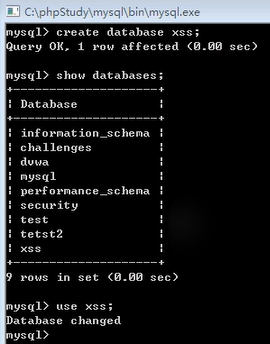 C:\phpStudy\mysql\bin\mysql.exe
mysql> create database xss;
Query OK, 1 row affected (0.00 sec)
mysql> show databases;
+--------------------+
| Database           |
+--------------------+
| information_schema |
| challenges         |
| dvwa               |
| mysql              |
| performance_schema |
| security           |
| test               |
| tetst2             |
| xss                |
+--------------------+
9 rows in set (0.00 sec)
mysql> use xss;
Database changed
mysql>